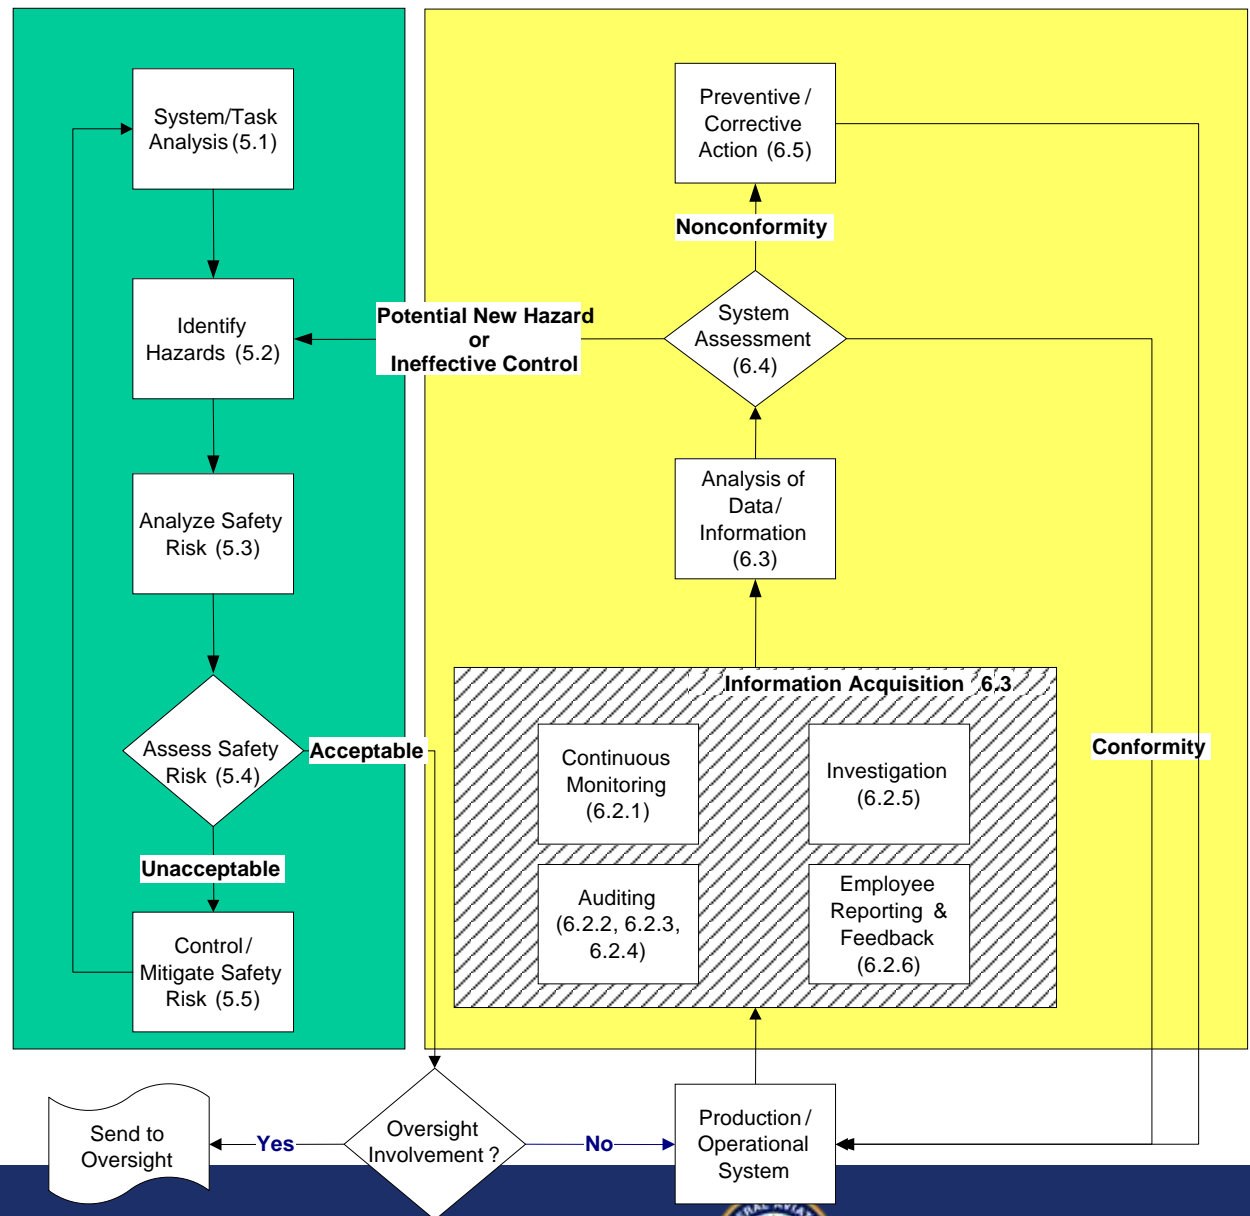 System/Task
Analysis (5.1)
Identify
Hazards (5.2)
Analyze Safety
Risk (5.3)
Assess Safety
Risk (5.4)
Acceptable
Unacceptable
Control/
Mitigate Safety
Risk (5.5)
Preventive/
Corrective
Action (6.5)
Nonconformity
System
Assessment
(6.4)
Potential New Hazard
or
Ineffective Control
Analysis of
Data/
Information
(6.3)
Information Acquisition 6.3
Continuous
Monitoring
(6.2.1)
Investigation
(6.2.5)
Auditing
(6.2.2, 6.2.3,
6.2.4)
Employee
Reporting &
Feedback
(6.2.6)
Conformity
Send to
Oversight
Yes
Oversight
Involvement ?
No
Production/
Operational
System